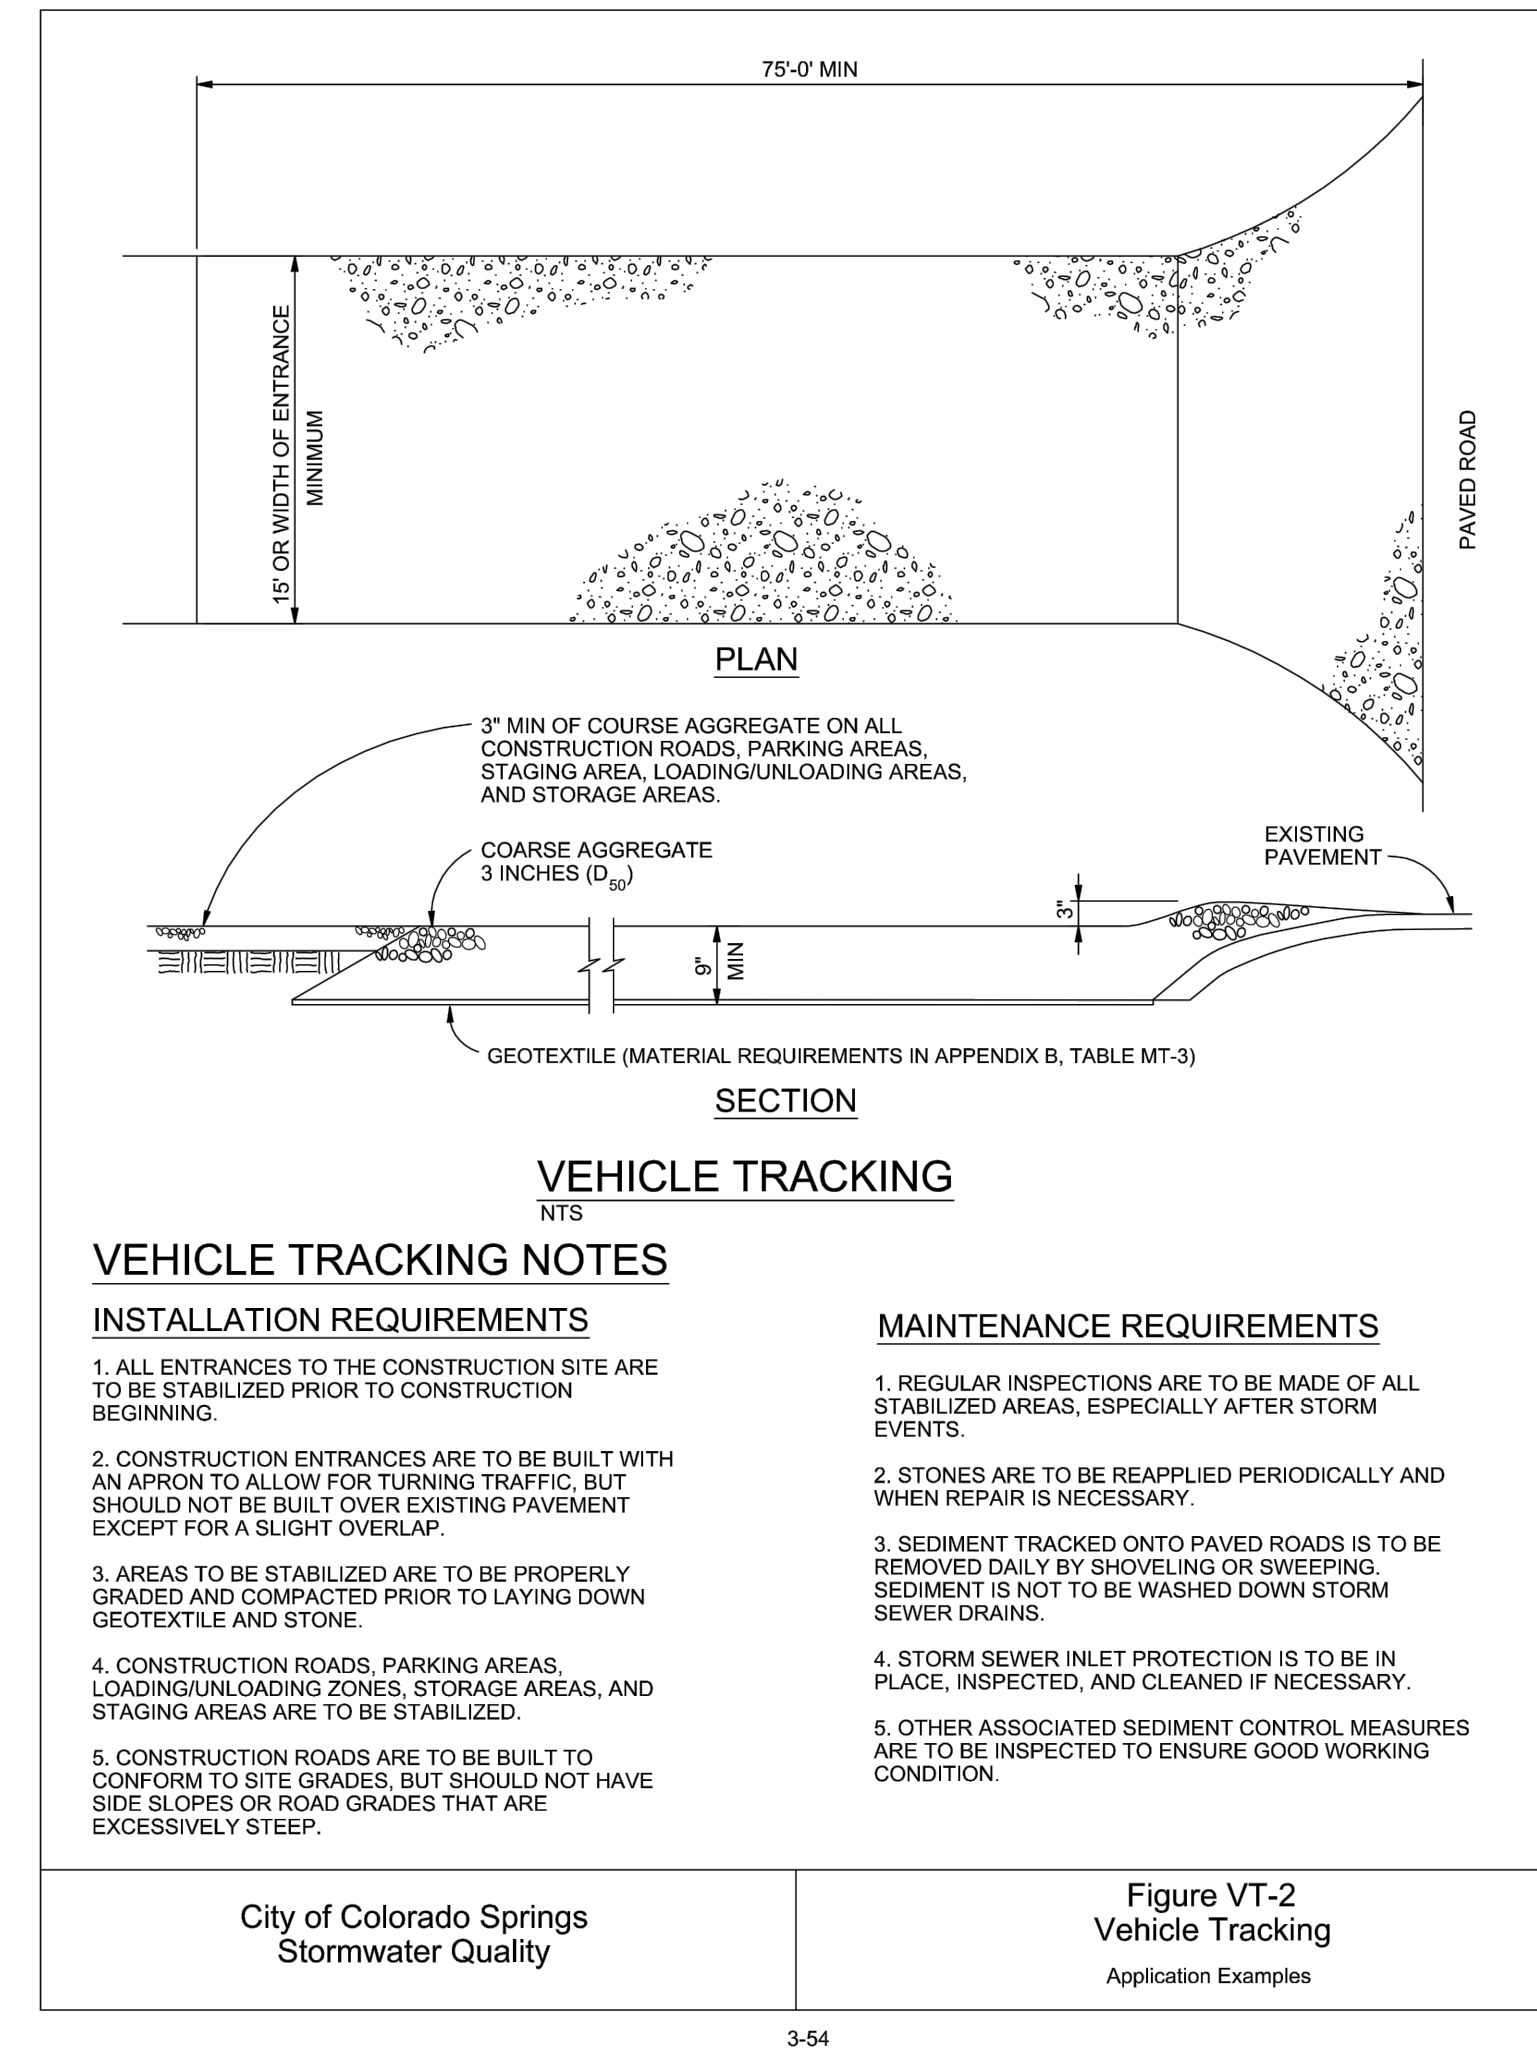 75'-0' MIN
15' OR WIDTH OF ENTRANCE
MINIMUM
PAVED ROAD
PLAN
3" MIN OF COURSE AGGREGATE ON ALL
CONSTRUCTION ROADS, PARKING AREAS,
STAGING AREA, LOADING/UNLOADING AREAS,
AND STORAGE AREAS.
COARSE AGGREGATE
3 INCHES (D50)
EXISTING
PAVEMENT
3"
9"
MIN
GEOTEXTILE (MATERIAL REQUIREMENTS IN APPENDIX B, TABLE MT-3)
SECTION
VEHICLE TRACKING
NTS
VEHICLE TRACKING NOTES
INSTALLATION REQUIREMENTS
1. ALL ENTRANCES TO THE CONSTRUCTION SITE ARE
TO BE STABILIZED PRIOR TO CONSTRUCTION
BEGINNING.
2. CONSTRUCTION ENTRANCES ARE TO BE BUILT WITH
AN APRON TO ALLOW FOR TURNING TRAFFIC, BUT
SHOULD NOT BE BUILT OVER EXISTING PAVEMENT
EXCEPT FOR A SLIGHT OVERLAP.
3. AREAS TO BE STABILIZED ARE TO BE PROPERLY
GRADED AND COMPACTED PRIOR TO LAYING DOWN
GEOTEXTILE AND STONE.
4. CONSTRUCTION ROADS, PARKING AREAS,
LOADING/UNLOADING ZONES, STORAGE AREAS, AND
STAGING AREAS ARE TO BE STABILIZED.
5. CONSTRUCTION ROADS ARE TO BE BUILT TO
CONFORM TO SITE GRADES, BUT SHOULD NOT HAVE
SIDE SLOPES OR ROAD GRADES THAT ARE
EXCESSIVELY STEEP.
MAINTENANCE REQUIREMENTS
1. REGULAR INSPECTIONS ARE TO BE MADE OF ALL
STABILIZED AREAS, ESPECIALLY AFTER STORM
EVENTS.
2. STONES ARE TO BE REAPPLIED PERIODICALLY AND
WHEN REPAIR IS NECESSARY.
3. SEDIMENT TRACKED ONTO PAVED ROADS IS TO BE
REMOVED DAILY BY SHOVELING OR SWEEPING.
SEDIMENT IS NOT TO BE WASHED DOWN STORM
SEWER DRAINS.
4. STORM SEWER INLET PROTECTION IS TO BE IN
PLACE, INSPECTED, AND CLEANED IF NECESSARY.
5. OTHER ASSOCIATED SEDIMENT CONTROL MEASURES
ARE TO BE INSPECTED TO ENSURE GOOD WORKING
CONDITION.
City of Colorado Springs
Stormwater Quality
Figure VT-2
Vehicle Tracking
Application Examples
3-54